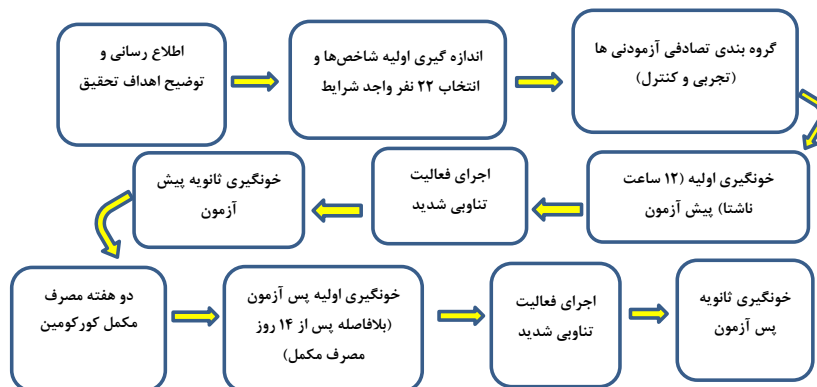 اطلاع رسانی و
توضیح اهداف تحقیق
اندازه گیری اولیه شاخص‌ها و
انتخاب ۲۲ نفر واجد شرایط
گروه بندی تصادفی آزمودنی ها
(تجربی و کنترل)
خونگیری اولیه (۱۲ ساعت
ناشتا) پیش آزمون
اجرای فعالیت
تناوبی شدید
خونگیری ثانویه پیش
آزمون
دو هفته مصرف
مکمل کورکومین
خونگیری اولیه پس آزمون
(بلافاصله پس از ۱۴ روز
مصرف مکمل)
اجرای فعالیت
تناوبی شدید
خونگیری ثانویه
پس آزمون